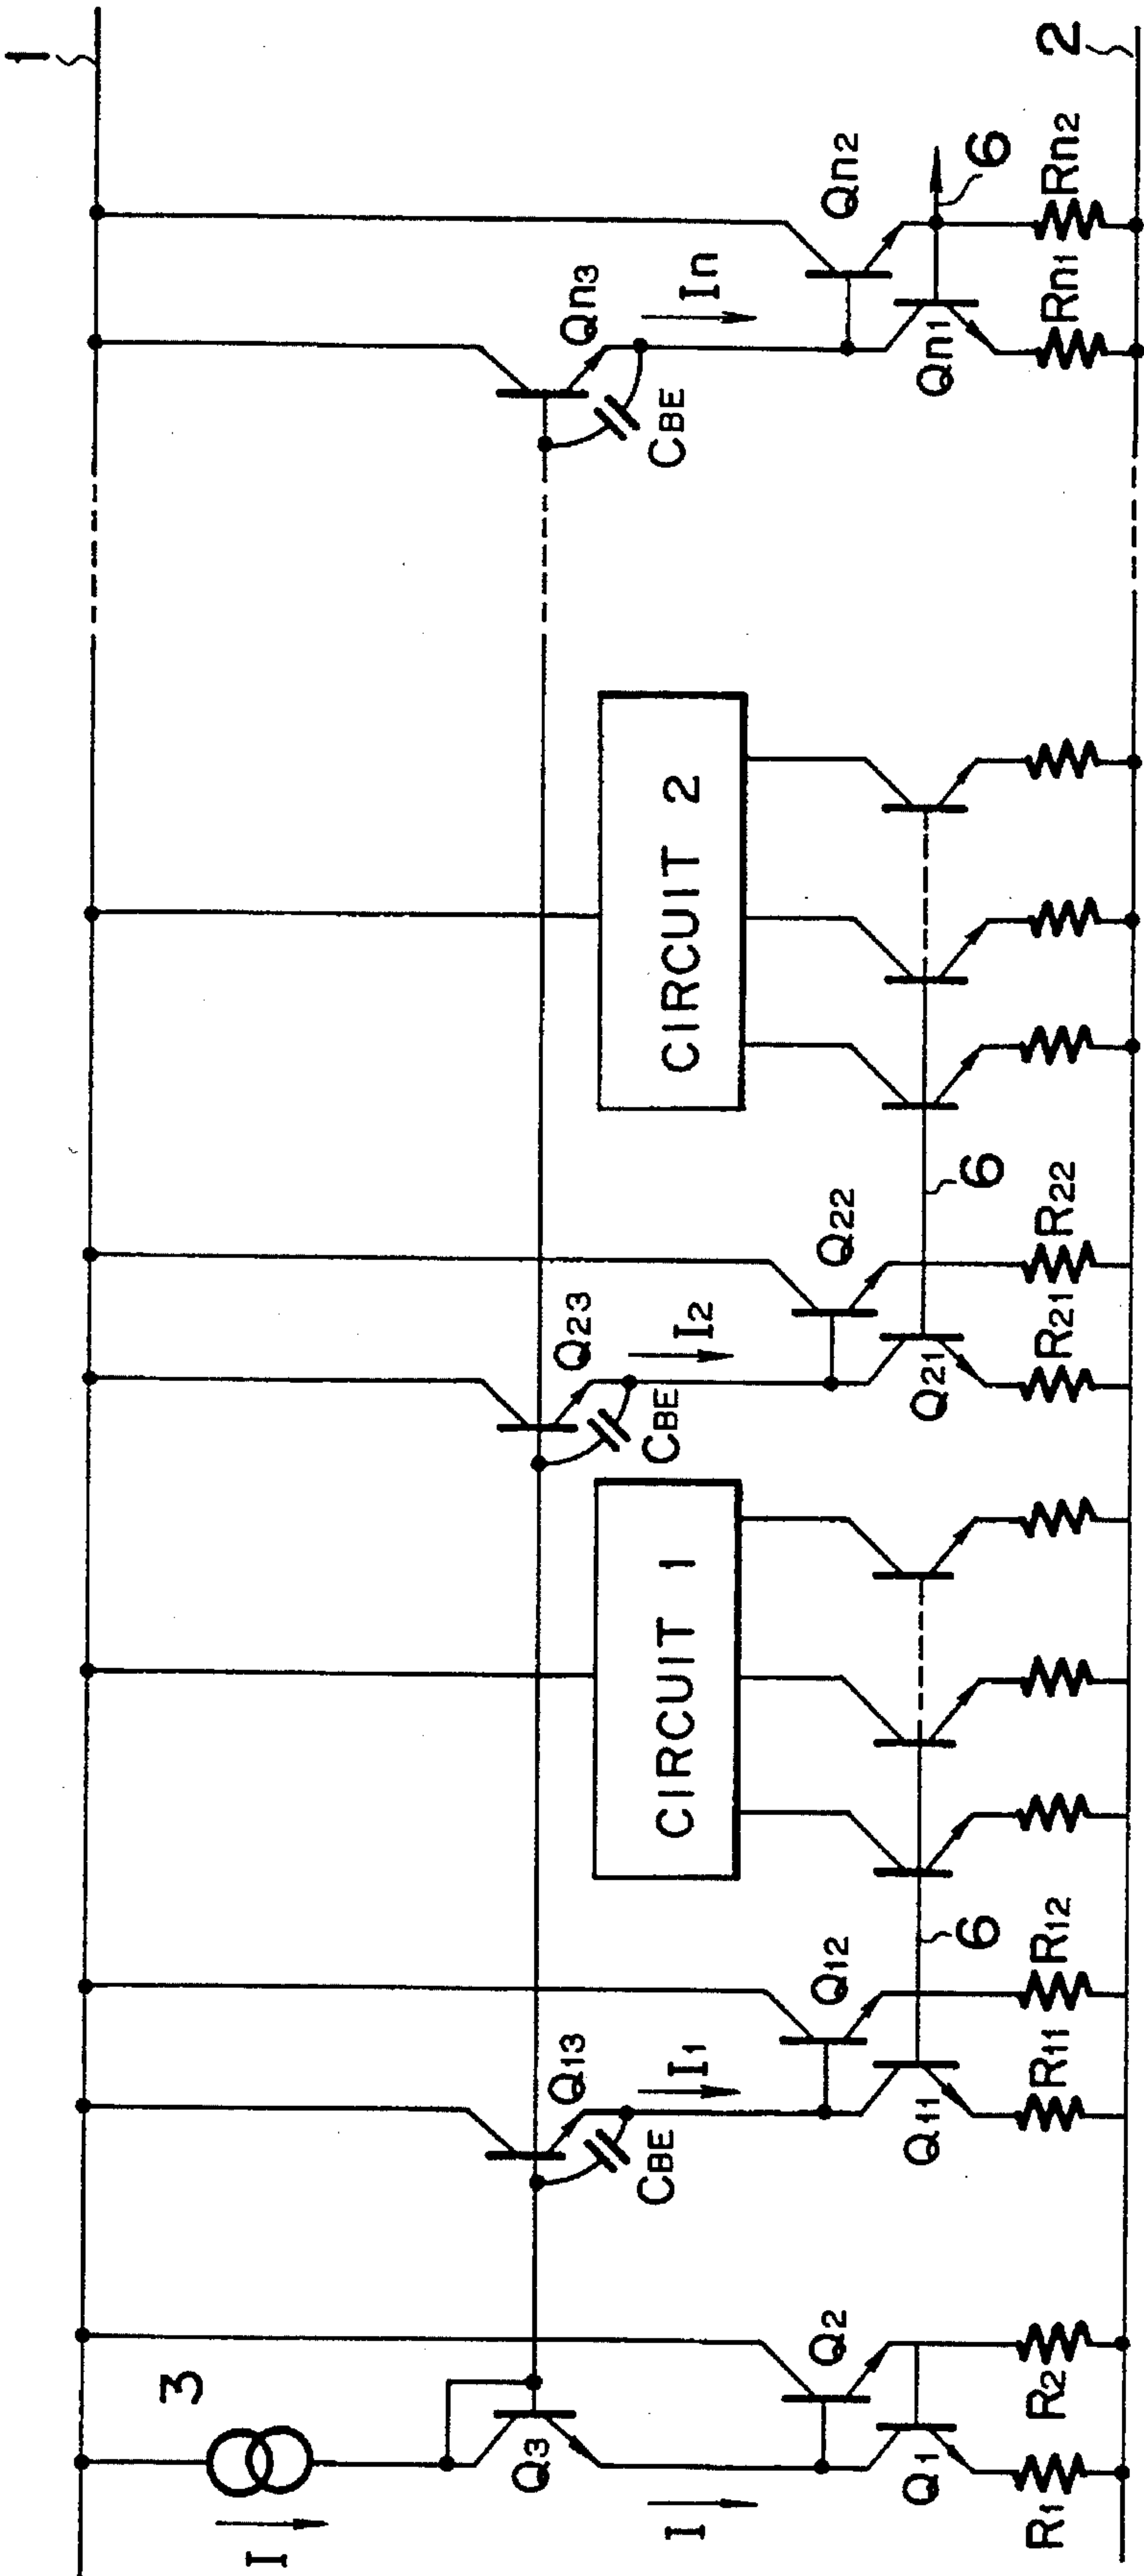 1
3
I
Q3
I
Q2
Q1
R1
R2
Q13
CBE
I1
Q12
Q11
6
R11
R12
CIRCUIT 1
Q23
CBE
I2
Q22
Q21
6
R21
R22
CIRCUIT 2
Qn3
CBE
In
Qn2
Qn1
6
Rn1
Rn2
2